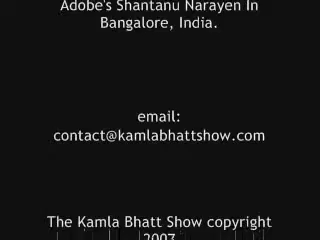 Adobe's Shantanu Narayen In
Bangalore, India.
email:
contact@kamlabhattshow.com
The Kamla Bhatt Show copyright
2007